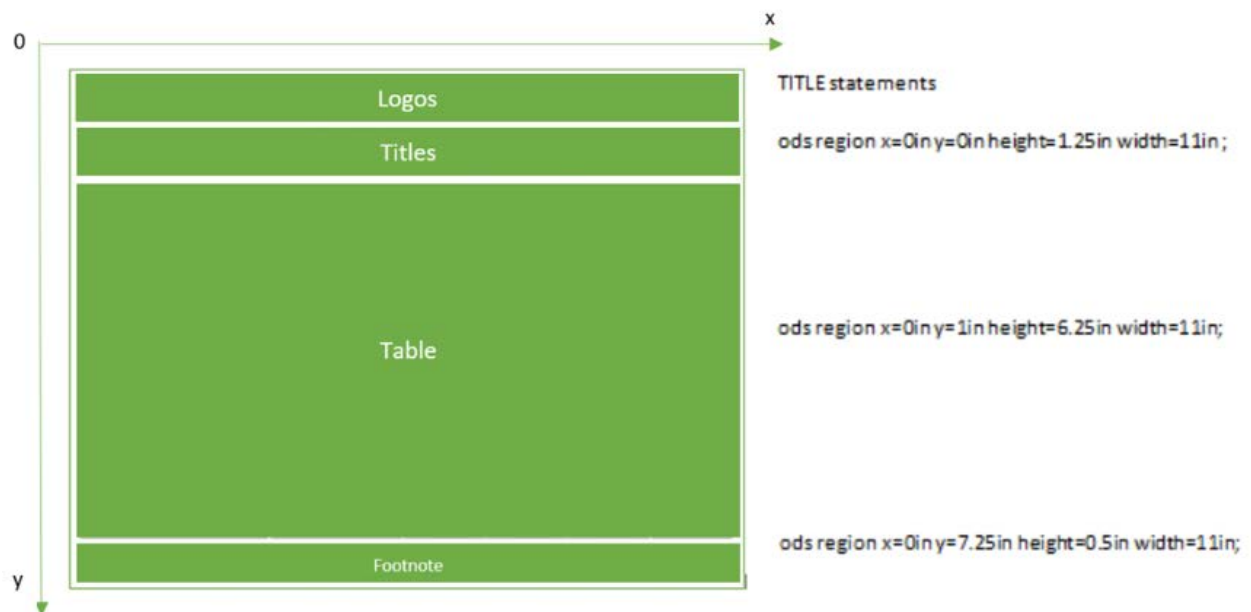 x
0
Logos
TITLE statements
Titles
ods region x=0in y=0in height=1.25in width=11in ;
Table
ods region x=0in y=1in height=6.25in width=11in;
Footnote
ods region x=0in y=7.25in height=0.5in width=11in;
y